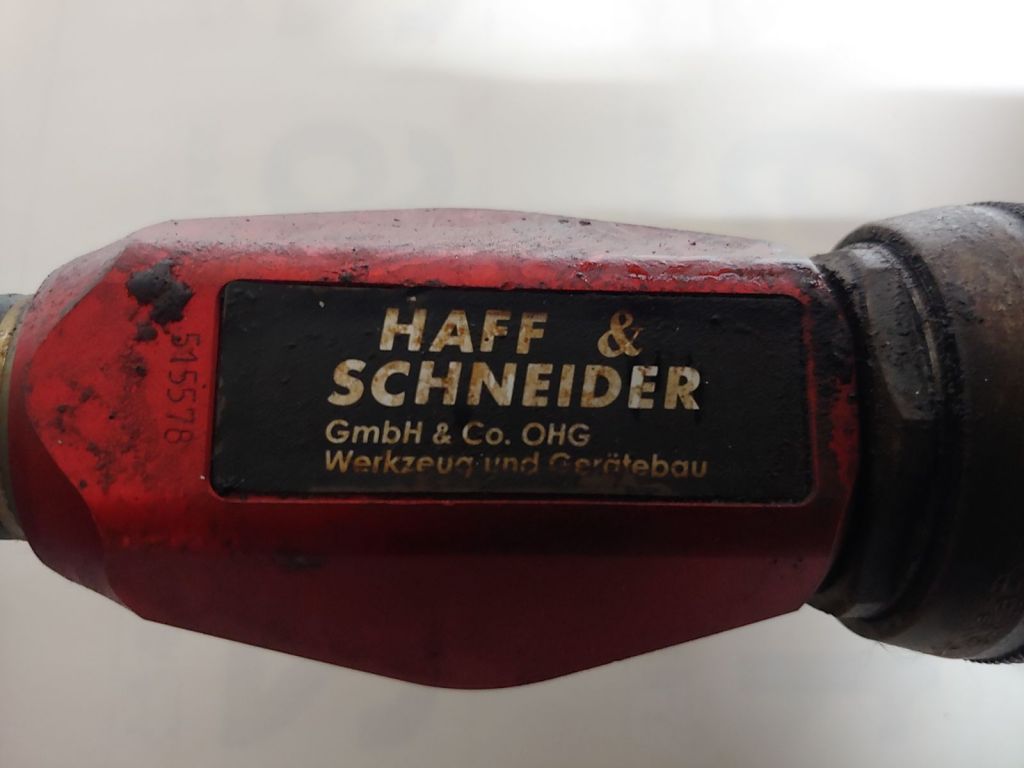 HAFF &
SCHNEIDER
GmbH & Co. OHG
Werkzeug und Gerätebau
515578